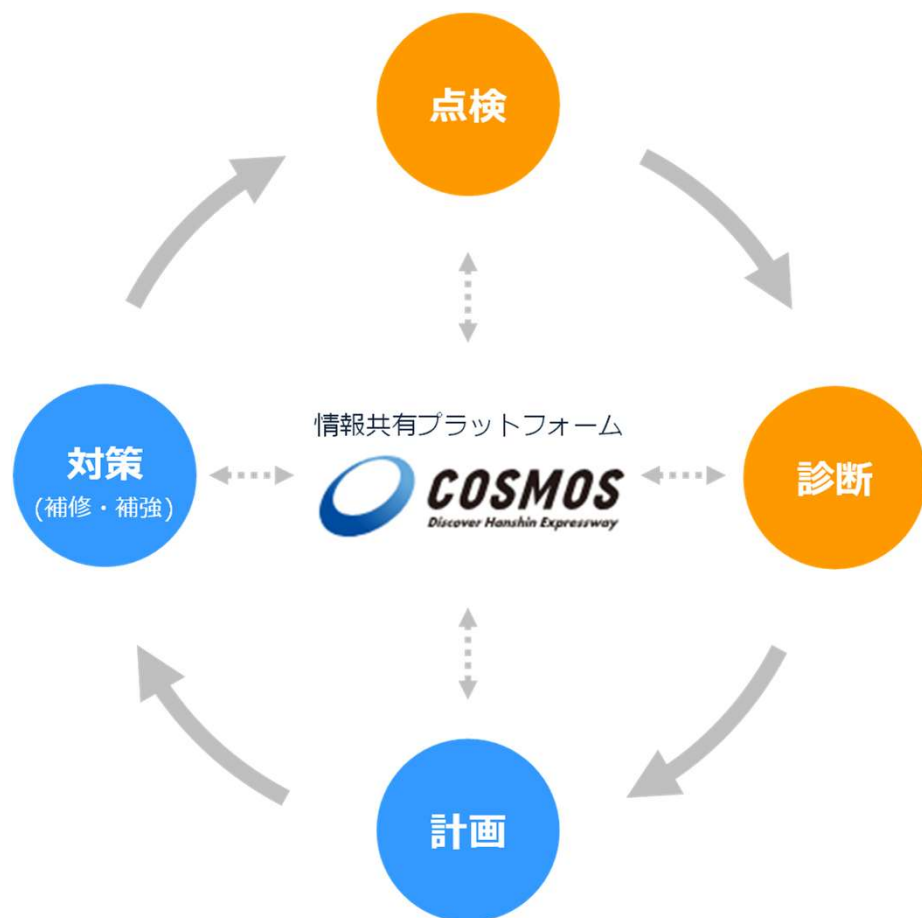 点検
情報共有プラットフォーム
COSMOS
Discover Hanshin Expressway
対策
(補修・補強)
診断
計画